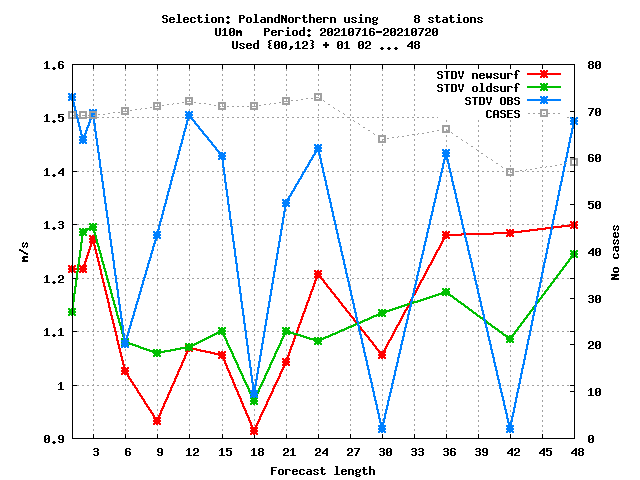 Selection: PolandNorthern using     8 stations
U10m   Period: 20210716-20210720
Used {00,12} + 01 02 ... 48
STDV newsurf
STDV oldsurf
STDV OBS
CASES
1.6
1.5
1.4
1.3
1.2
1.1
1
0.9
m/s
80
70
60
50
40
30
20
10
0
No cases
3 6 9 12 15 18 21 24 27 30 33 36 39 42 45 48
Forecast length